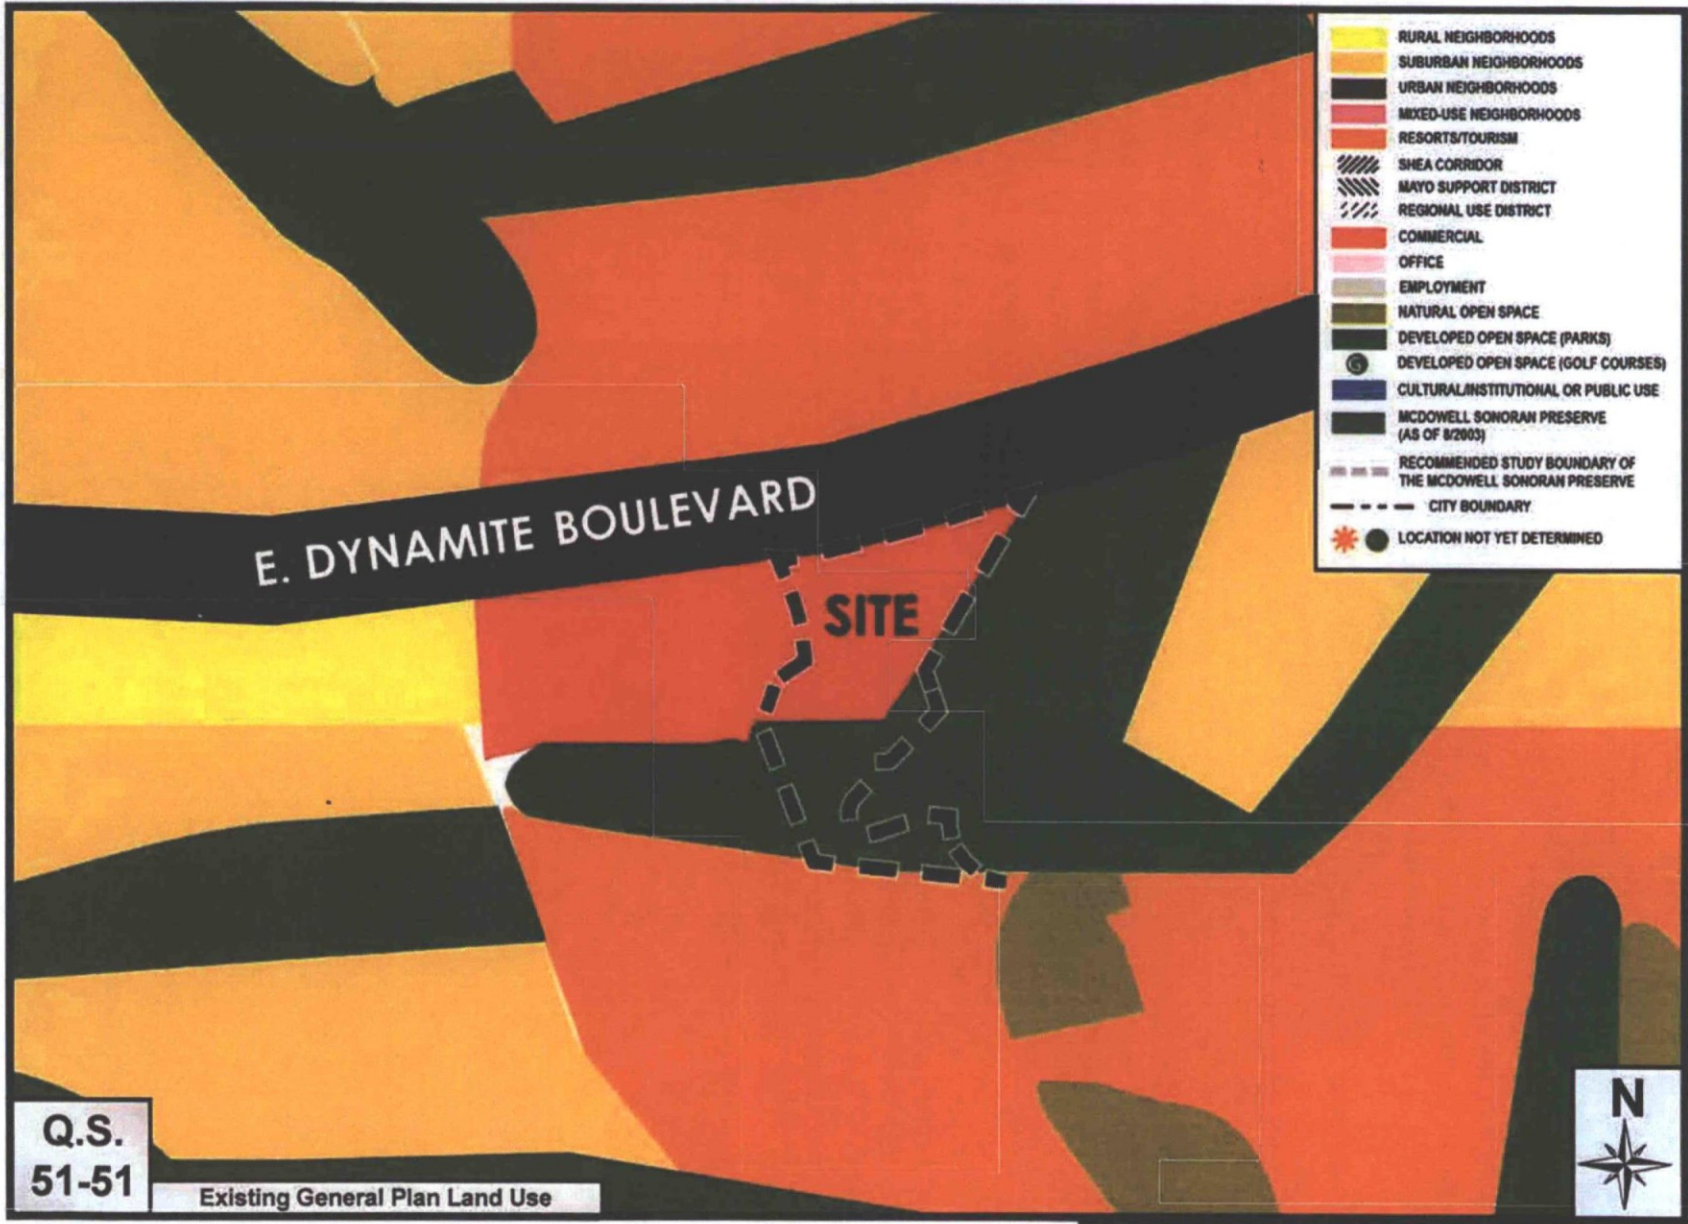 RURAL NEIGHBORHOODS
SUBURBAN NEIGHBORHOODS
URBAN NEIGHBORHOODS
MIXED-USE NEIGHBORHOODS
RESORTS/TOURISM
SHEA CORRIDOR
MAYO SUPPORT DISTRICT
REGIONAL USE DISTRICT
COMMERCIAL
OFFICE
EMPLOYMENT
NATURAL OPEN SPACE
DEVELOPED OPEN SPACE (PARKS)
G DEVELOPED OPEN SPACE (GOLF COURSES)
CULTURAL/INSTITUTIONAL OR PUBLIC USE
MCDOWELL SONORAN PRESERVE
(AS OF 8/2003)
RECOMMENDED STUDY BOUNDARY OF
THE MCDOWELL SONORAN PRESERVE
CITY BOUNDARY
LOCATION NOT YET DETERMINED
E. DYNAMITE BOULEVARD
SITE
Q.S.
51-51
Existing General Plan Land Use
N